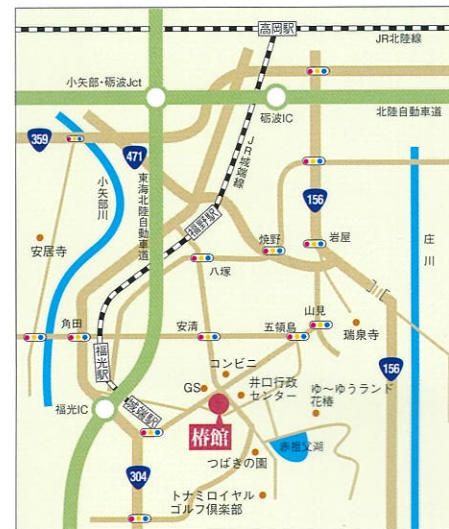 高岡駅
JR北陸線
小矢部・砺波Jct
砺波IC
北陸自動車道
359
471
東海北陸自動車道
JR城端線
小矢部川
156
庄川
福野駅
焼野
岩屋
安居寺
八塚
角田
安清
五領島
山見
瑞泉寺
福光駅
コンビニ
156
GS
井口行政
センター
ゆ〜ゆうランド
花椿
福光IC
城端駅
椿館
赤祖父湖
つばきの園
304
トナミロイヤル
ゴルフ倶楽部